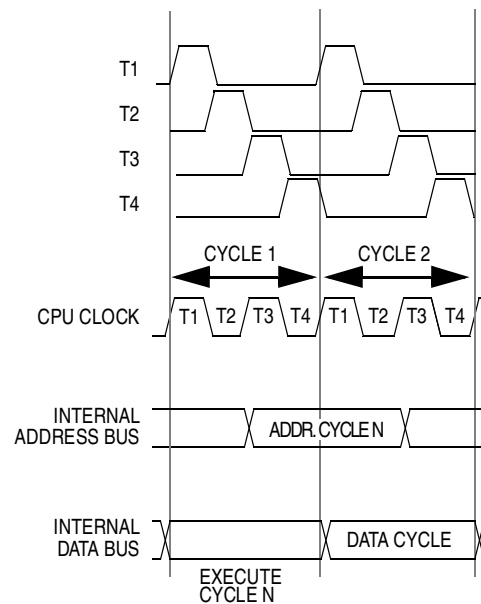 T1
T2
T3
T4
CYCLE 1 CYCLE 2
CPU CLOCK T1 T2 T3 T4 T1 T2 T3 T4
INTERNAL
ADDRESS BUS
ADDR. CYCLE N
INTERNAL
DATA BUS
DATA CYCLE
EXECUTE
CYCLE N